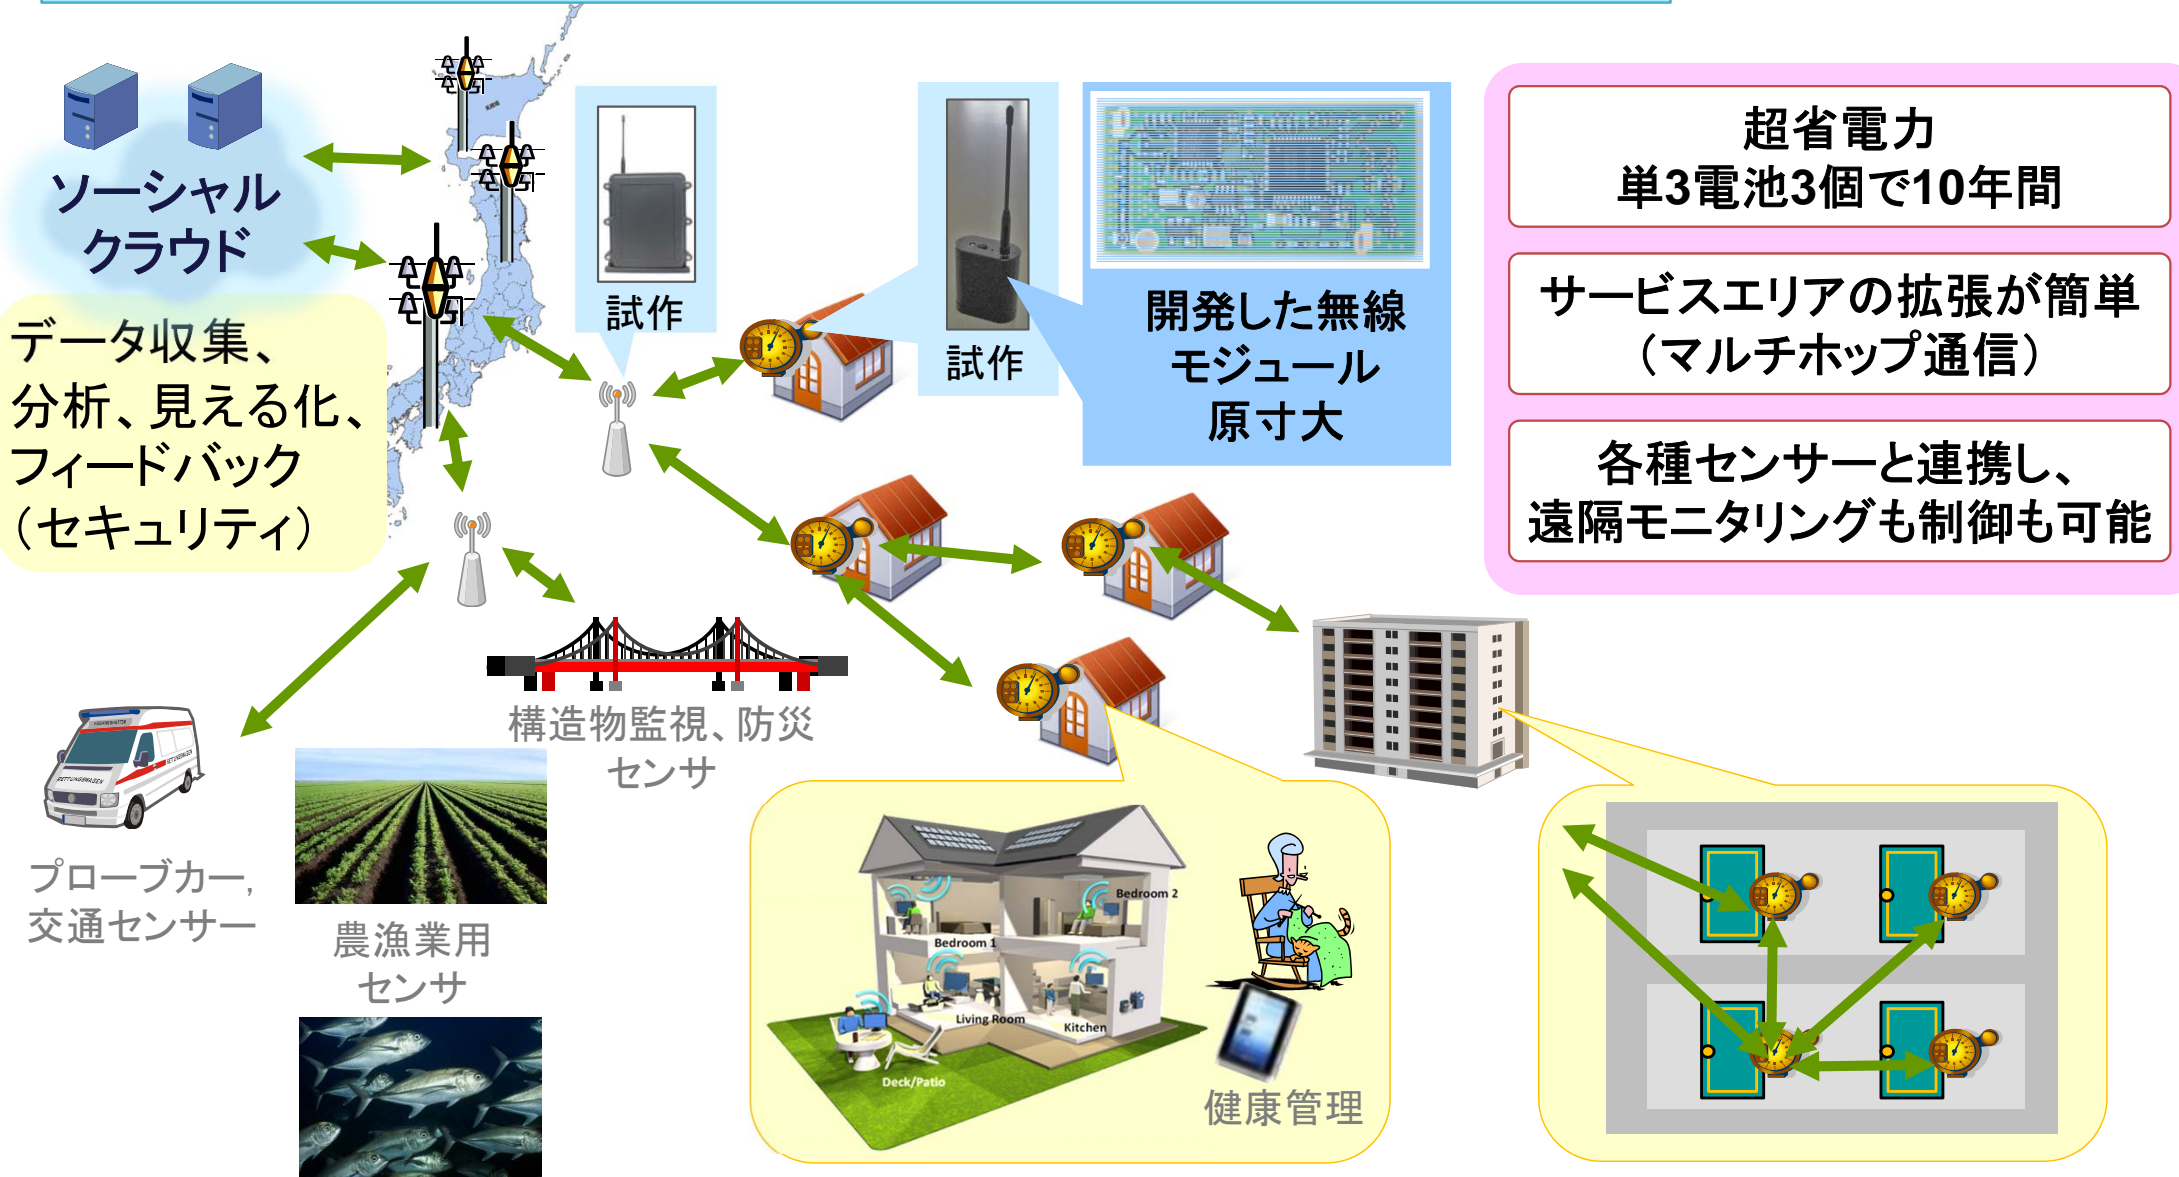 ソーシャル
クラウド
データ収集、
分析、見える化、
フィードバック
（セキュリティ）
試作
試作
開発した無線
モジュール
原寸大
超省電力
単3電池3個で10年間
サービスエリアの拡張が簡単
（マルチホップ通信）
各種センサーと連携し、
遠隔モニタリングも制御も可能
構造物監視、防災
センサ
プローブカー,
交通センサー
農漁業用
センサ
RETTUNGSWAGEN
Bedroom 2
Bedroom 1
Living Room
Kitchen
Deck/Patio
健康管理